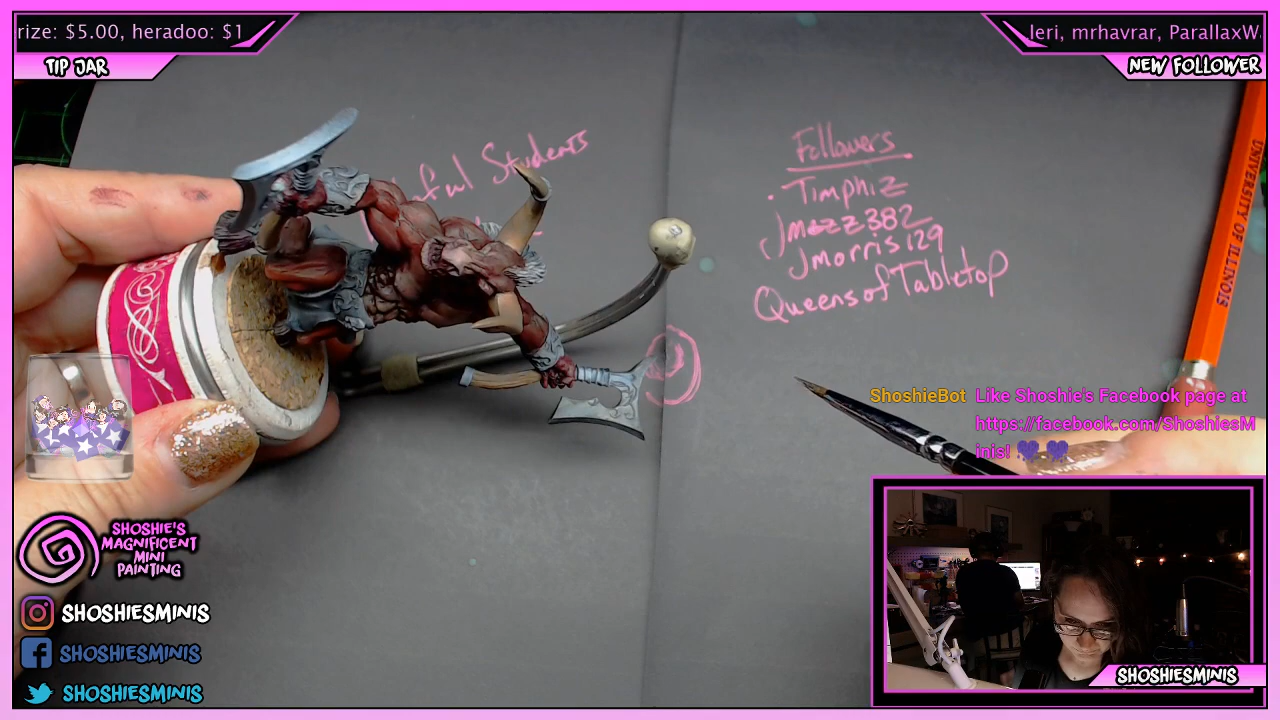 rize: $5.00, heradoo: $1
leri, mrhavrar, ParallaxW
TIP JAR
NEW FOLLOWER
Students
Followers
· Timphiz
Jmezz382
Jmorris129
QueensofTabletop
UNIVERSITY OF ILLINOIS
ShoshieBot Like Shoshie's Facebook page at
https://facebook.com/ShoshiesM
inis!
SHOSHIE'S
MAGNIFICENT
MINI
PAINTING
SHOSHIESMINIS
SHOSHIESMINIS
SHOSHIESMINIS
SHOSHIESMINIS